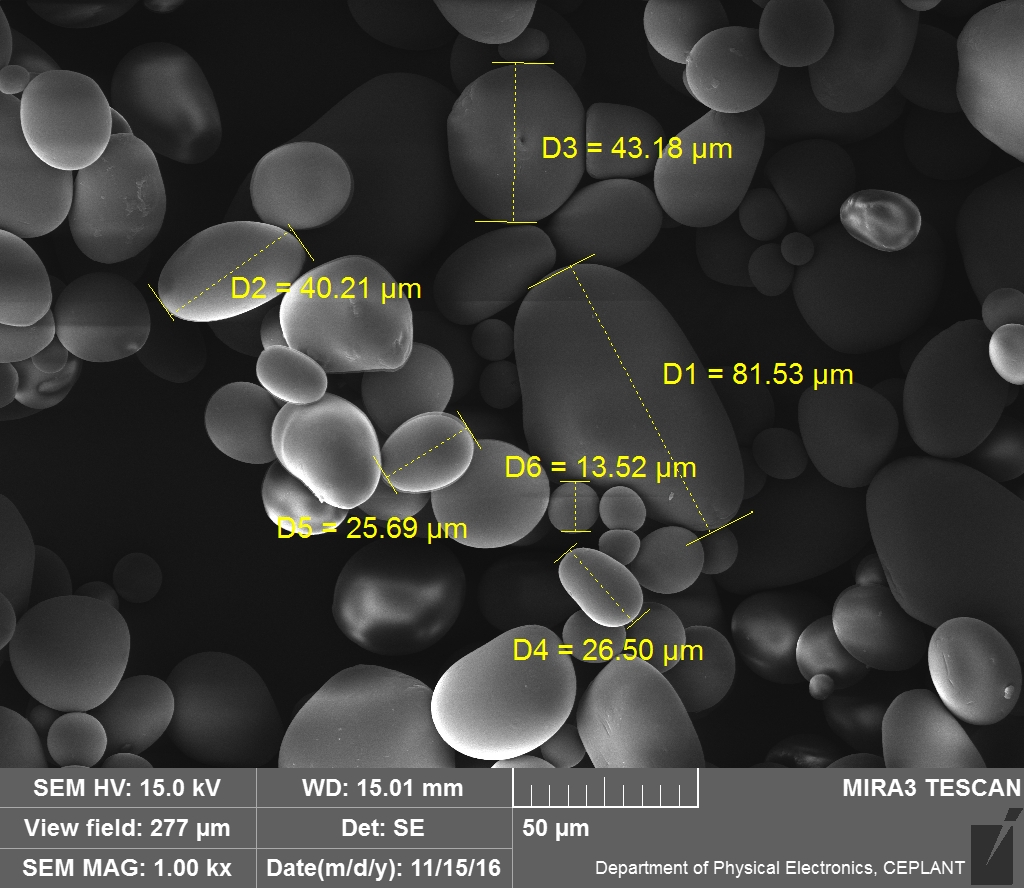 D3 = 43.18 µm
D2 = 40.21 µm
D1 = 81.53 µm
D6 = 13.52 µm
D5 = 25.69 µm
D4 = 26.50 µm
SEM HV: 15.0 kV
WD: 15.01 mm
MIRA3 TESCAN
View field: 277 µm
Det: SE
50 µm
SEM MAG: 1.00 kx
Date(m/d/y): 11/15/16
Department of Physical Electronics, CEPLANT